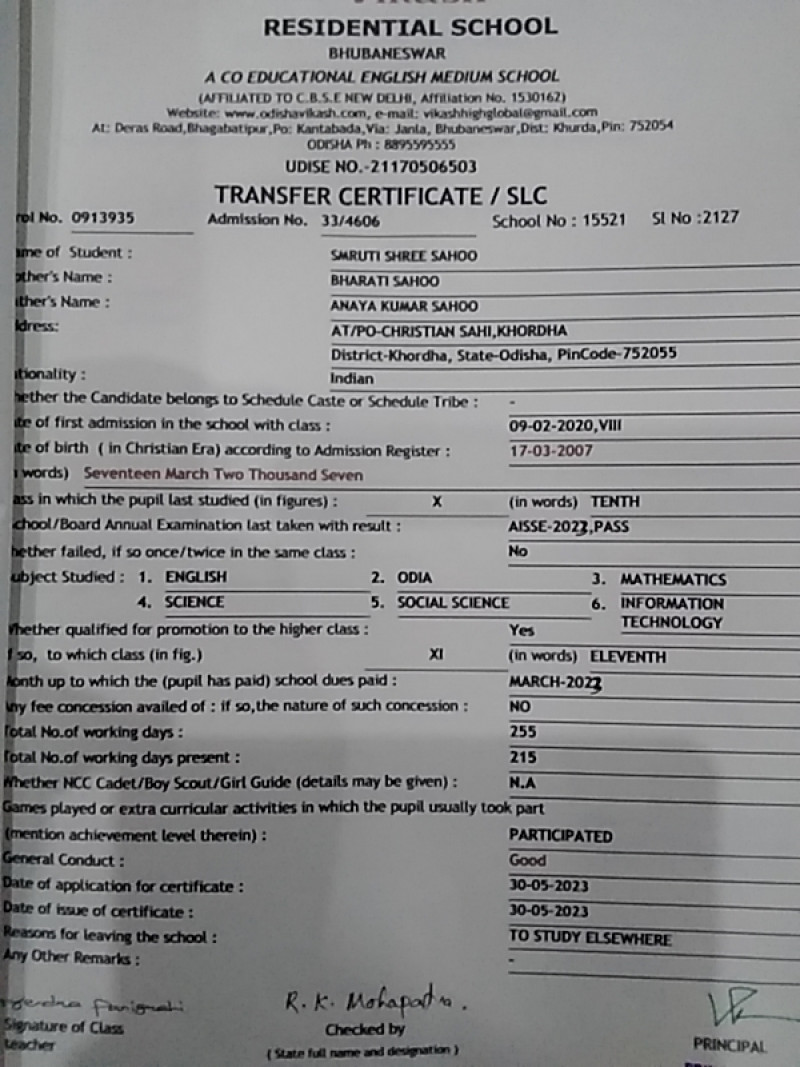 RESIDENTIAL SCHOOL
BHUBANESWAR
A CO EDUCATIONAL ENGLISH MEDIUM SCHOOL
(AFFILIATED TO C.B.S.E NEW DELHI, Affiliation No. 1530162)
Website: www.odishavikash.com, e-mail: vikashhighglobal@gmail.com
At: Deras Road,Bhagabatipur,Po: Kantabada,Via: Janla, Bhubaneswar,Dist: Khurda,Pin: 752054
ODISHA Ph : 8895595555
UDISE NO.-21170506503
TRANSFER CERTIFICATE / SLC
rol No. 0913935 Admission No. 33/4606 School No : 15521 Sl No :2127
me of Student : SMRUTI SHREE SAHOO
other's Name : BHARATI SAHOO
ther's Name : ANAYA KUMAR SAHOO
dress: AT/PO-CHRISTIAN SAHI,KHORDHA
District-Khordha, State-Odisha, PinCode-752055
tionality : Indian
hether the Candidate belongs to Schedule Caste or Schedule Tribe : -
te of first admission in the school with class : 09-02-2020,VIII
te of birth ( in Christian Era) according to Admission Register : 17-03-2007
words) Seventeen March Two Thousand Seven
ass in which the pupil last studied (in figures) : X (in words) TENTH
chool/Board Annual Examination last taken with result : AISSE-2023,PASS
hether failed, if so once/twice in the same class : No
ubject Studied : 1. ENGLISH 2. ODIA 3. MATHEMATICS
4. SCIENCE 5. SOCIAL SCIENCE 6. INFORMATION
TECHNOLOGY
Whether qualified for promotion to the higher class : Yes
f so, to which class (in fig.) XI (in words) ELEVENTH
Month up to which the (pupil has paid) school dues paid : MARCH-2023
Any fee concession availed of : if so,the nature of such concession : NO
Total No.of working days : 255
Total No.of working days present : 215
Whether NCC Cadet/Boy Scout/Girl Guide (details may be given) : N.A
Games played or extra curricular activities in which the pupil usually took part
(mention achievement level therein) : PARTICIPATED
General Conduct : Good
Date of application for certificate : 30-05-2023
Date of issue of certificate : 30-05-2023
Reasons for leaving the school : TO STUDY ELSEWHERE
Any Other Remarks : -
R. K. Mohapatra.
Signature of Class Checked by PRINCIPAL
teacher (State full name and designation)